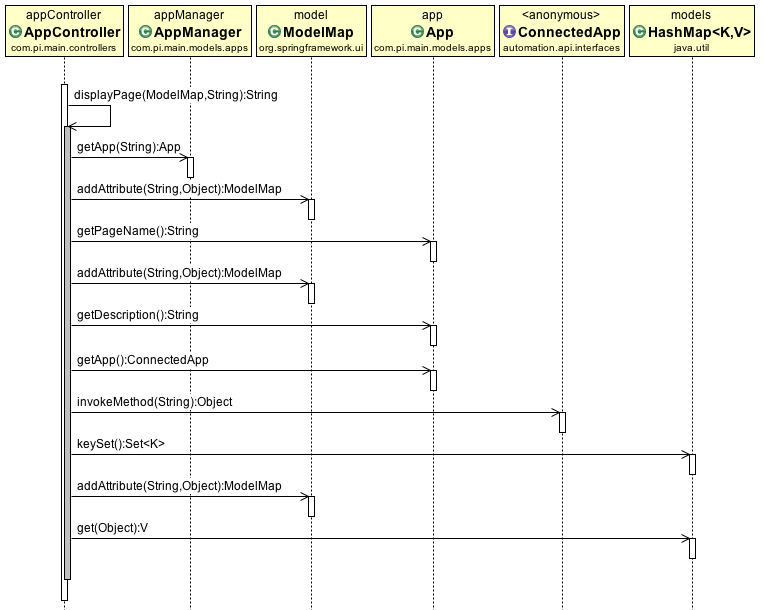 appController
C AppController
com.pi.main.controllers
appManager
C AppManager
com.pi.main.models.apps
model
C ModelMap
org.springframework.ui
app
C App
com.pi.main.models.apps
<anonymous>
I ConnectedApp
automation.api.interfaces
models
C HashMap<K,V>
java.util
displayPage(ModelMap,String):String
getApp(String):App
addAttribute(String,Object):ModelMap
getPageName():String
addAttribute(String,Object):ModelMap
getDescription():String
getApp():ConnectedApp
invokeMethod(String):Object
keySet():Set<K>
addAttribute(String,Object):ModelMap
get(Object):V